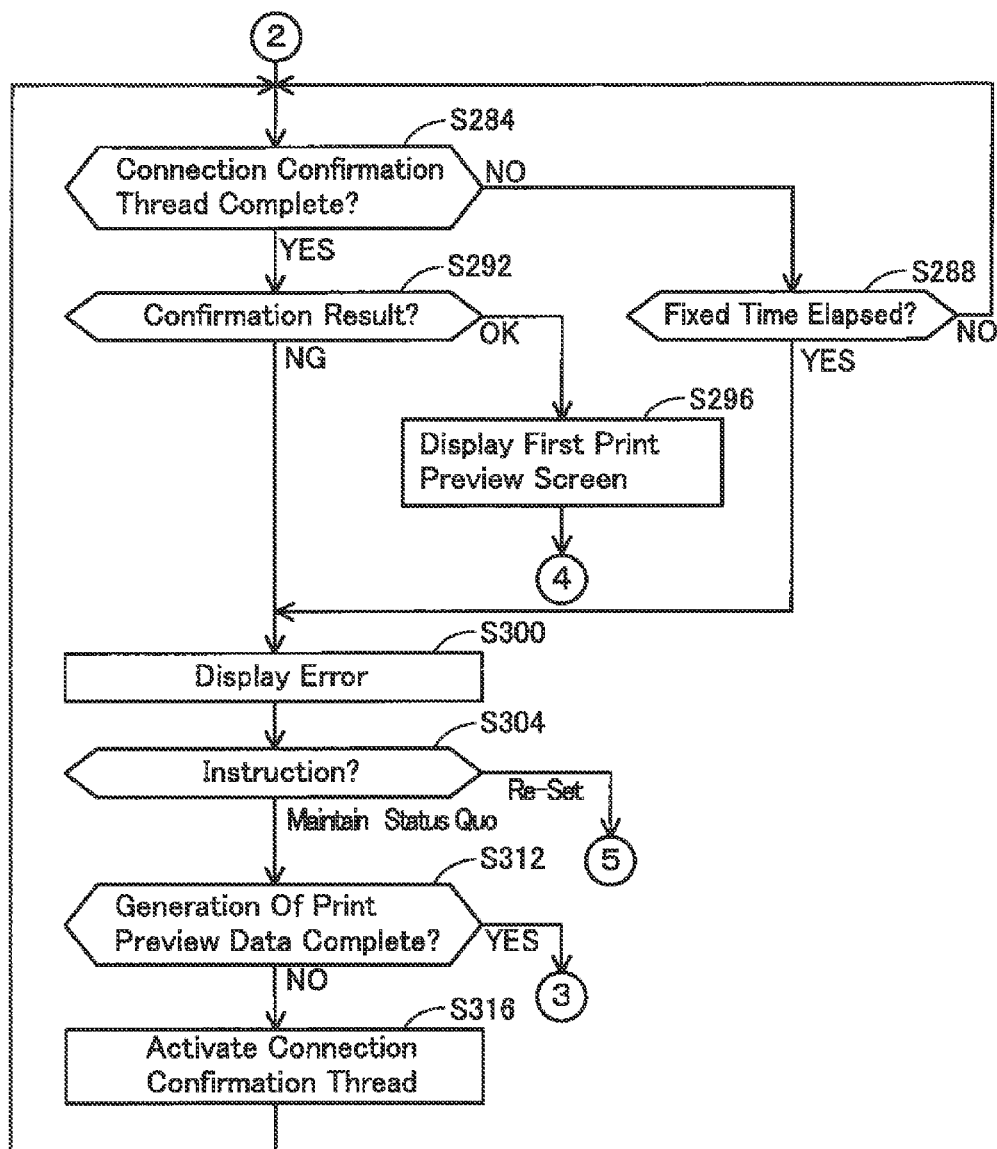 2
S284
Connection Confirmation
Thread Complete?
NO
YES
S292
Confirmation Result?
OK
NG
S288
Fixed Time Elapsed?
NO
YES
S296
Display First Print
Preview Screen
4
S300
Display Error
S304
Instruction?
Re-Set
Maintain Status Quo
5
S312
Generation Of Print
Preview Data Complete?
YES
NO
3
S316
Activate Connection
Confirmation Thread